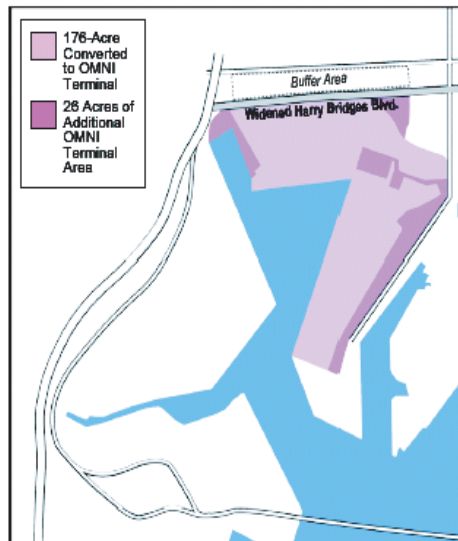 176-Acre
Converted
to OMNI
Terminal
26 Acres of
Additional
OMNI
Terminal
Area
Buffer Area
Widened Harry Bridges Blvd.